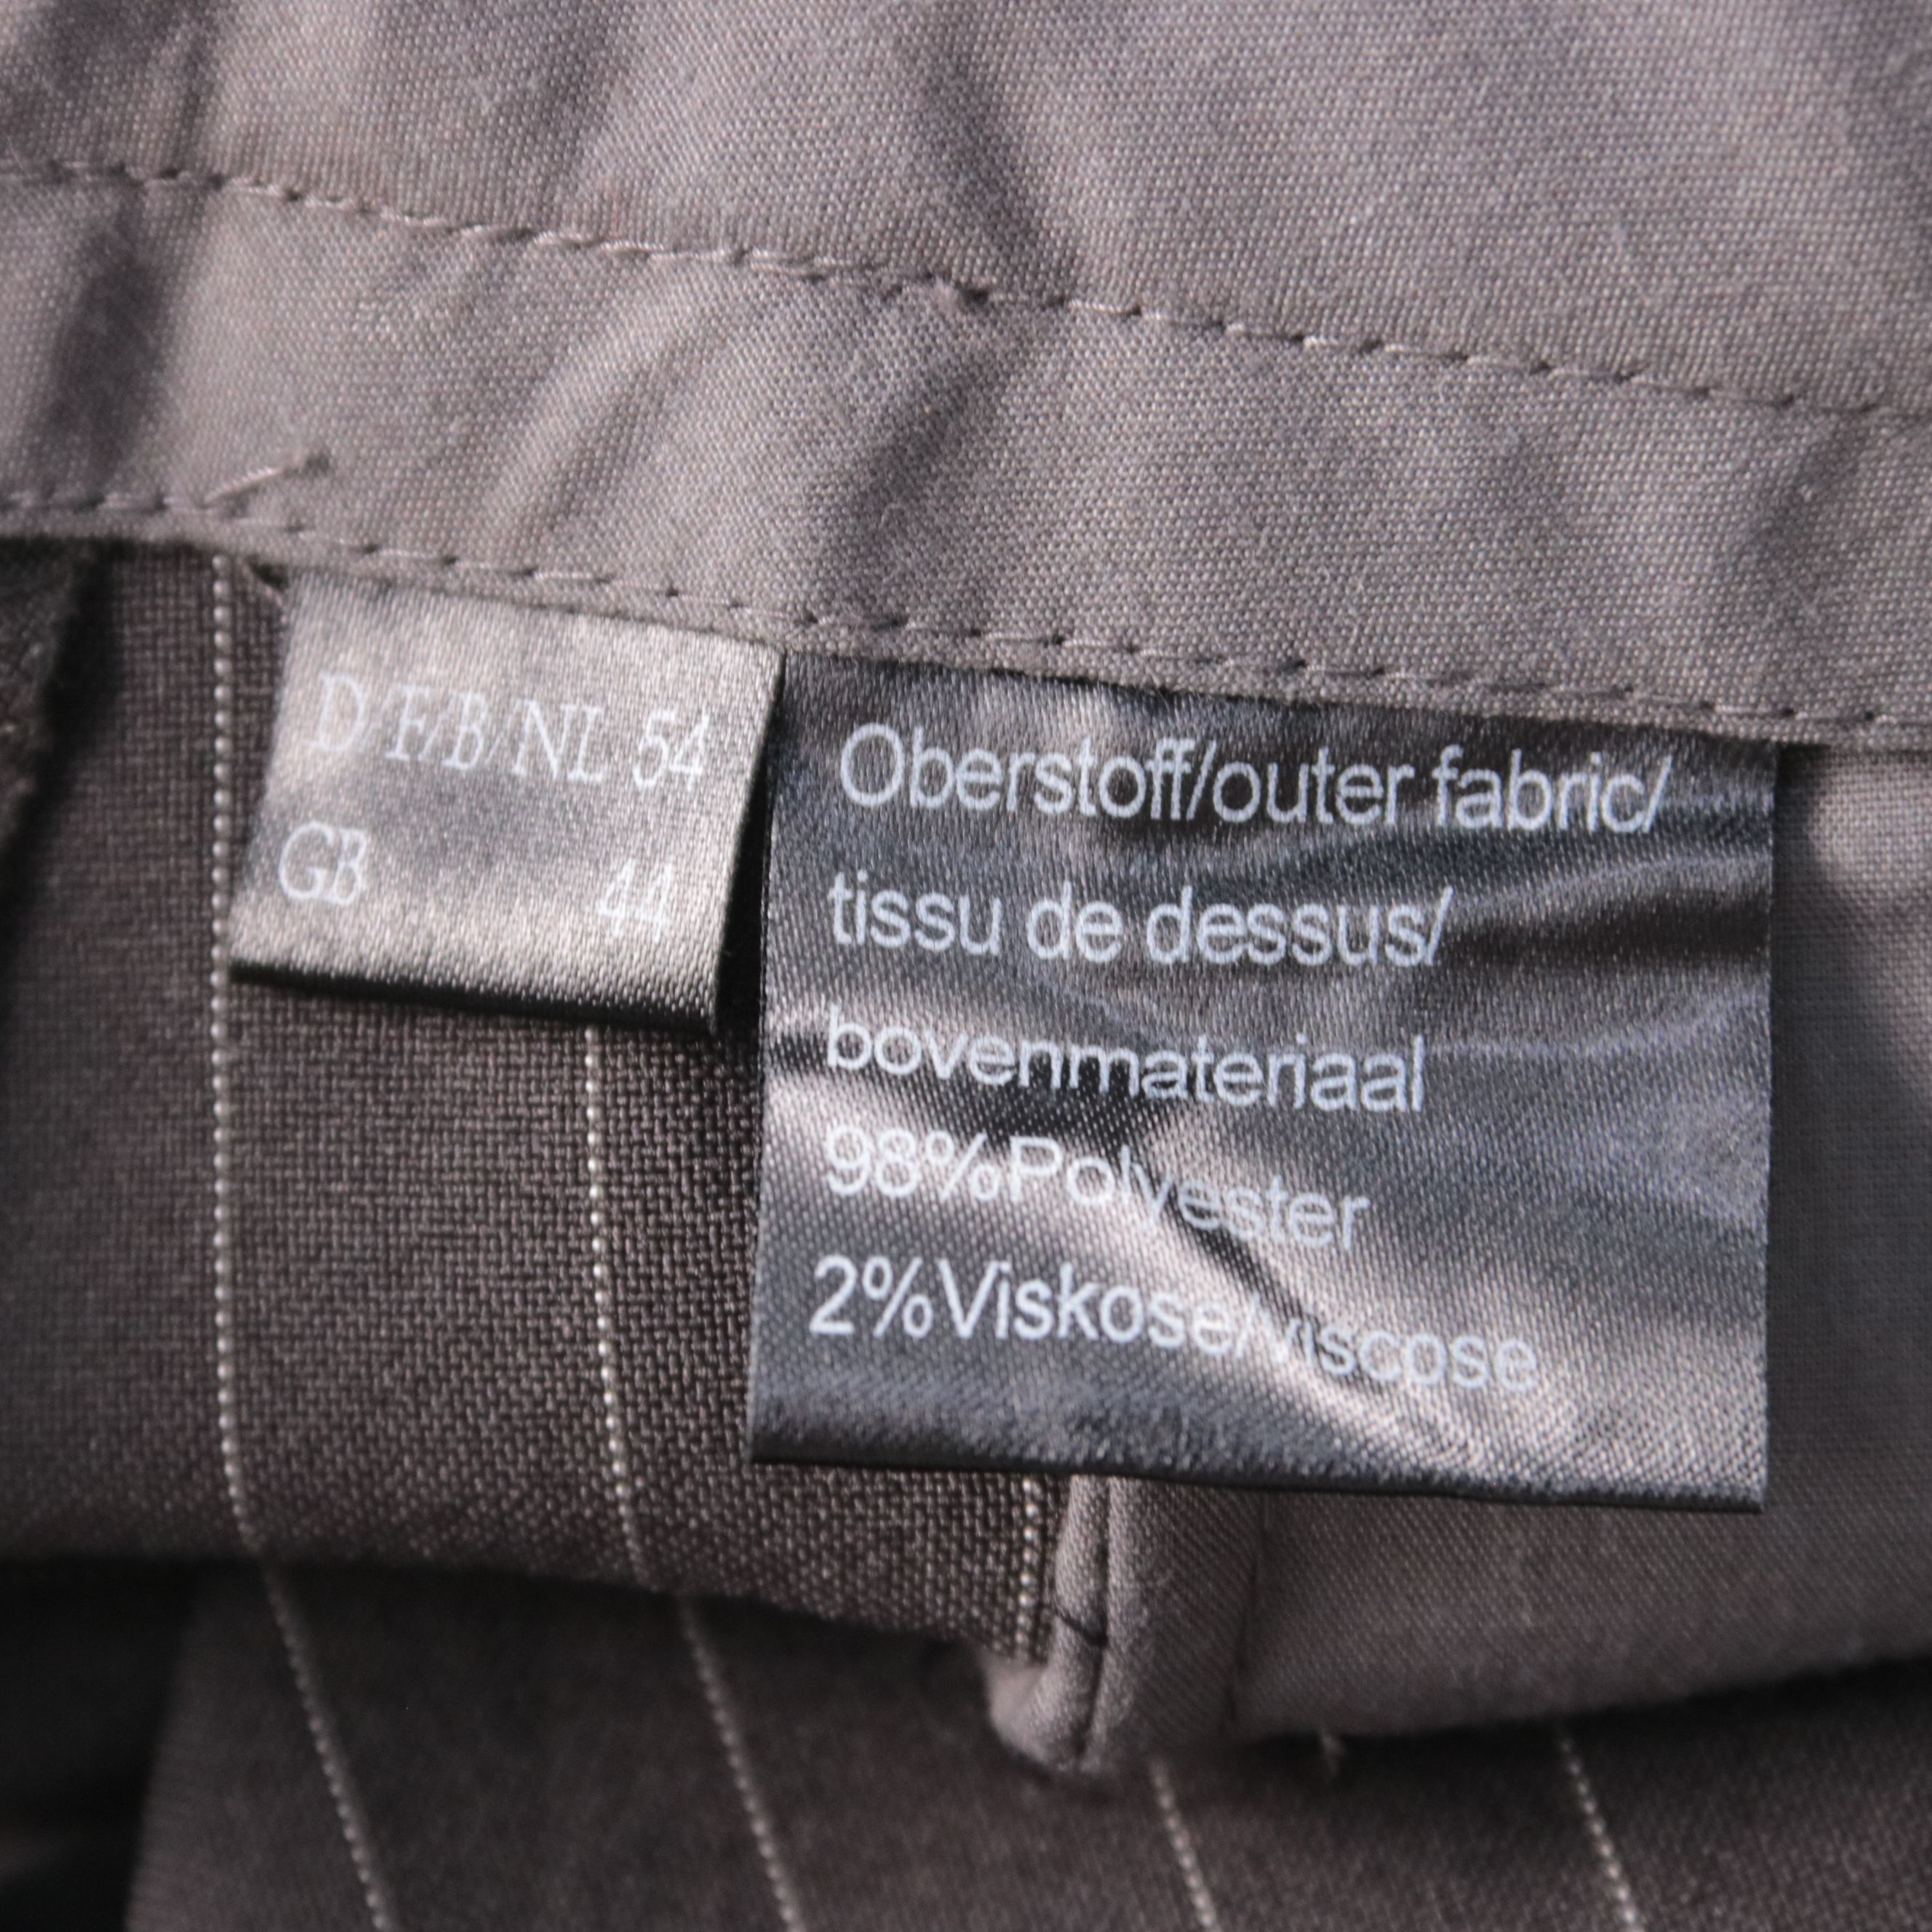 D/F/B/NL 54
GB 44
Oberstoff/outer fabric/
tissu de dessus/
bovenmateriaal
98%Polyester
2%Viskose/viscose